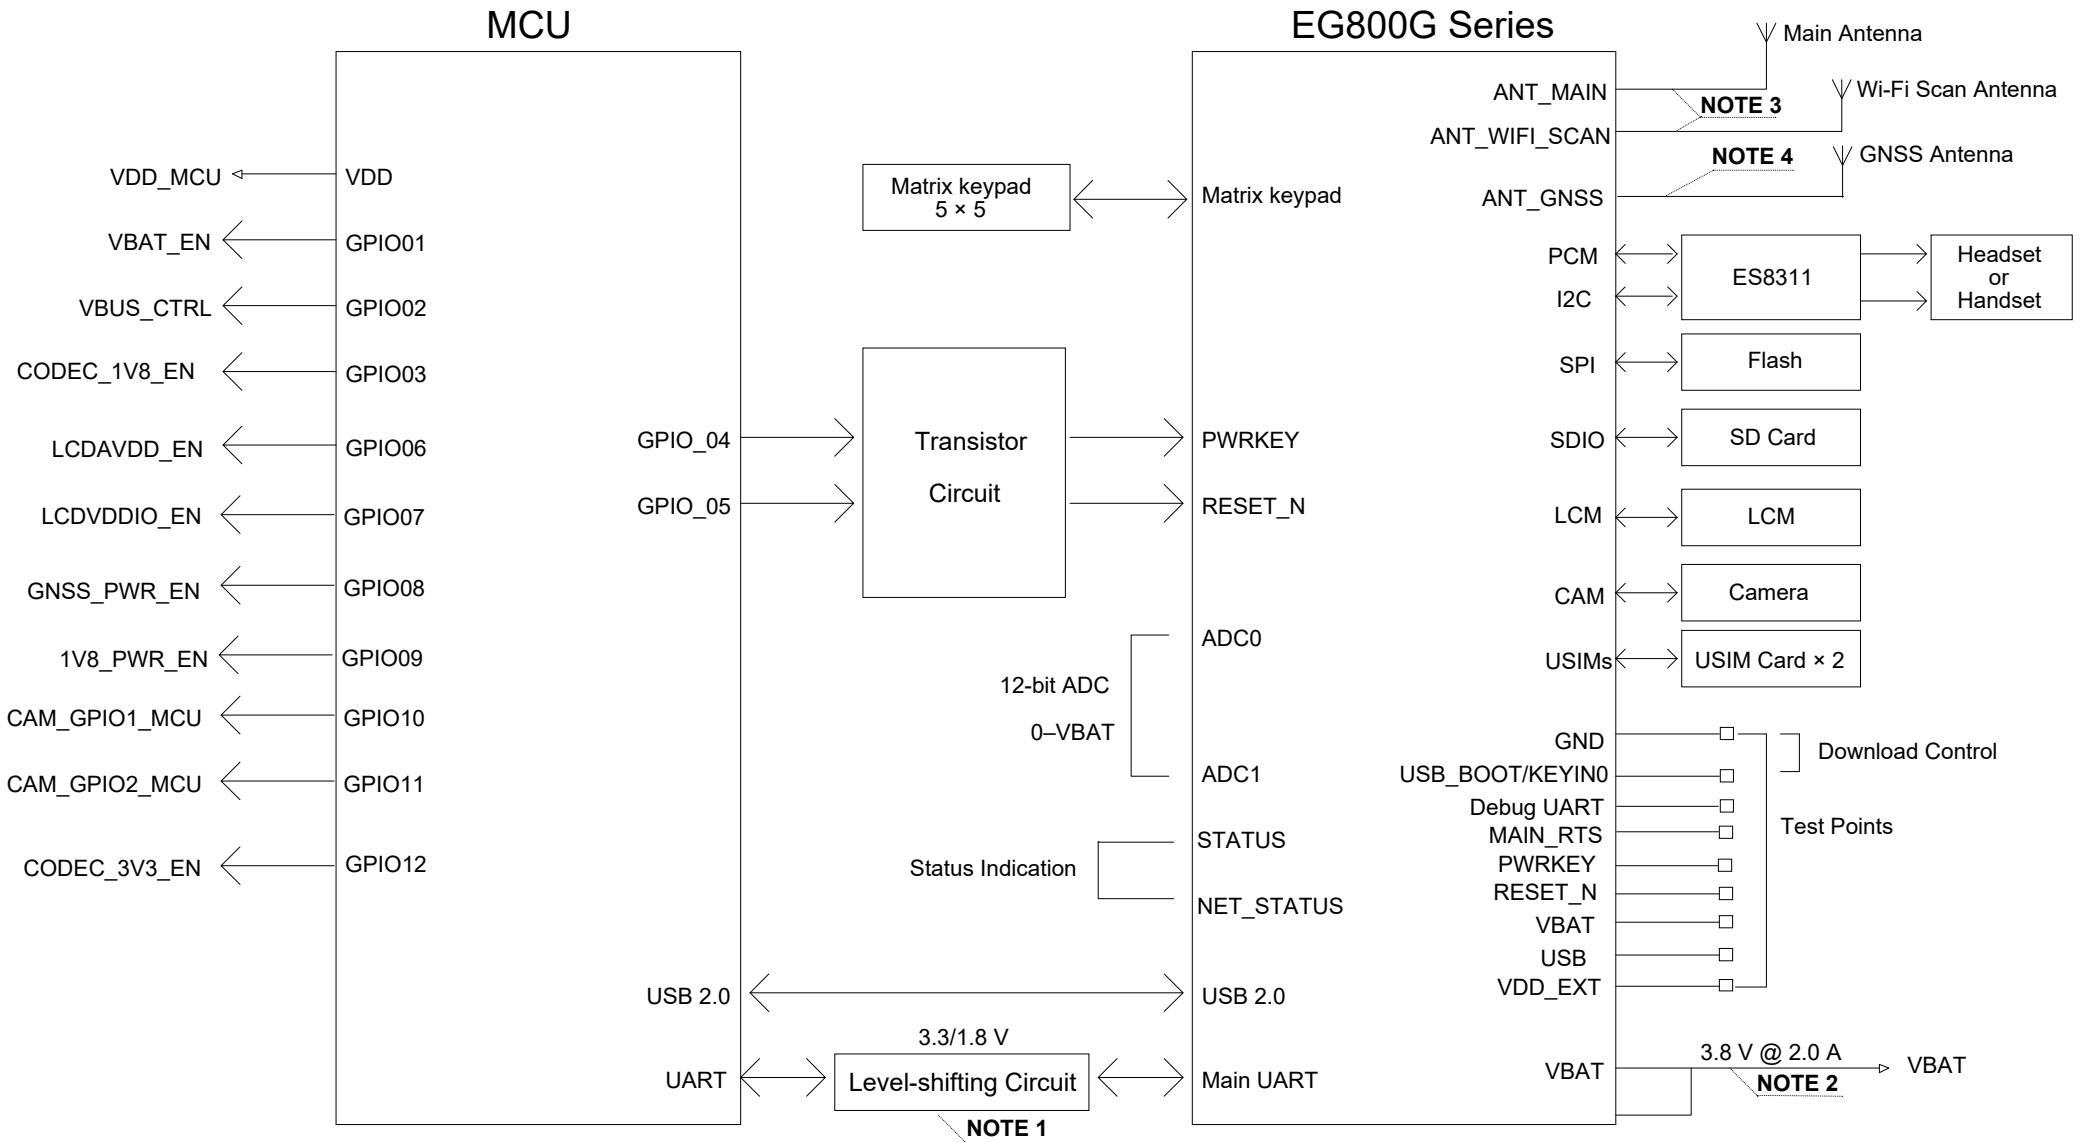 MCU
EG800G Series
VDD_MCU
VBAT_EN
VBUS_CTRL
CODEC_1V8_EN
LCDAVDD_EN
LCDVDDIO_EN
GNSS_PWR_EN
1V8_PWR_EN
CAM_GPIO1_MCU
CAM_GPIO2_MCU
CODEC_3V3_EN
VDD
GPIO01
GPIO02
GPIO03
GPIO06
GPIO07
GPIO08
GPIO09
GPIO10
GPIO11
GPIO12
GPIO_04
GPIO_05
USB 2.0
UART
Matrix keypad
5 × 5
Transistor
Circuit
12-bit ADC
0–VBAT
Status Indication
3.3/1.8 V
Level-shifting Circuit
NOTE 1
Matrix keypad
PWRKEY
RESET_N
ADC0
ADC1
STATUS
NET_STATUS
USB 2.0
Main UART
ANT_MAIN
ANT_WIFI_SCAN
ANT_GNSS
PCM
I2C
SPI
SDIO
LCM
CAM
USIMs
GND
USB_BOOT/KEYIN0
Debug UART
MAIN_RTS
PWRKEY
RESET_N
VBAT
USB
VDD_EXT
VBAT
Main Antenna
NOTE 3
Wi-Fi Scan Antenna
NOTE 4
GNSS Antenna
ES8311
Headset
or
Handset
Flash
SD Card
LCM
Camera
USIM Card × 2
Download Control
Test Points
3.8 V @ 2.0 A
VBAT
NOTE 2